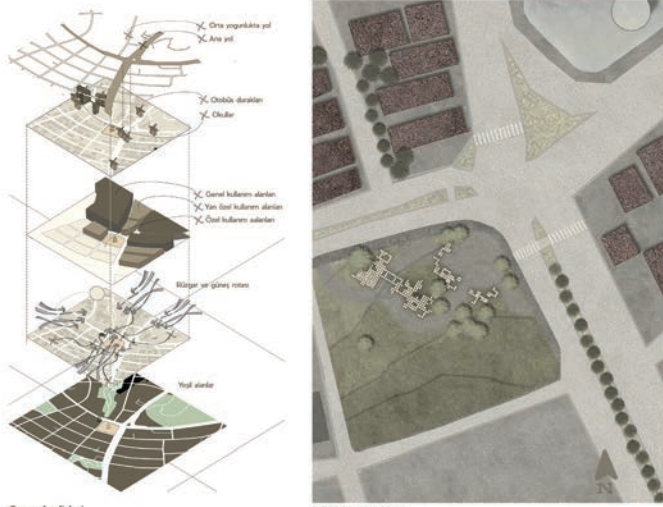 Orta yoğunlukta yol
Ana yol
Otobüs durakları
Okullar
Genel kullanım alanları
Yarı özel kullanım alanları
Özel kullanım aalanları
Rüzgar ve güneş rotası
Yeşil alanlar
N